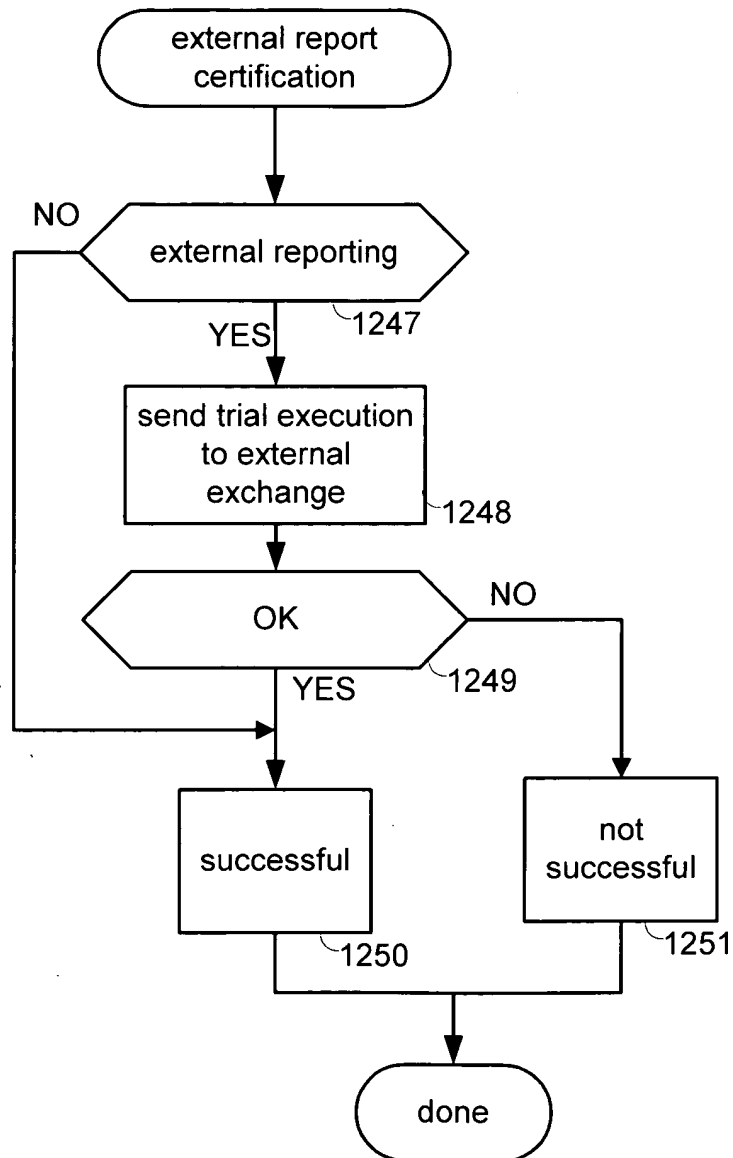 external report
certification
NO
external reporting
1247
YES
send trial execution
to external
exchange
1248
OK
NO
1249
YES
successful
1250
not
successful
1251
done